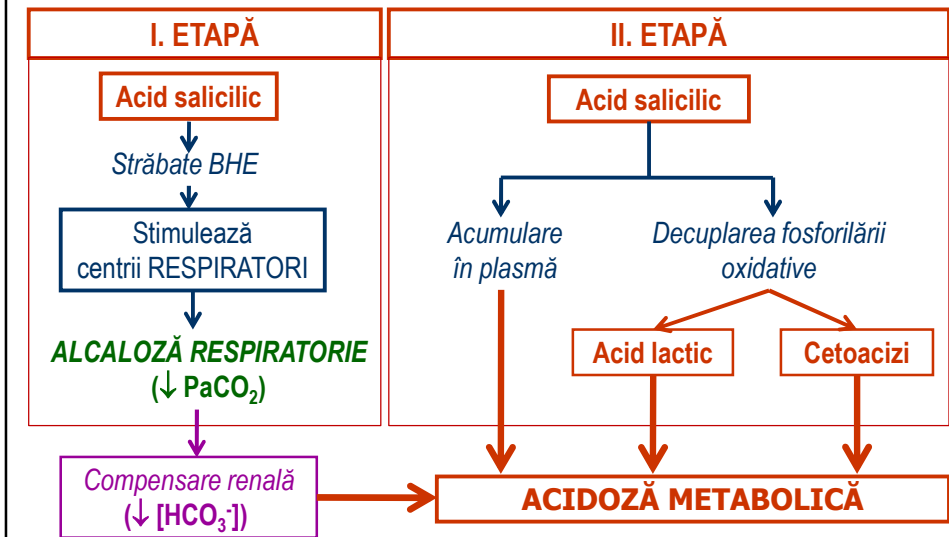 I. ETAPĂ
Acid salicilic
Străbate BHE
Stimulează
centrii RESPIRATORI
ALCALOZĂ RESPIRATORIE
(↓ PaCO₂)
Compensare renală
(↓ [HCO₃⁻])
II. ETAPĂ
Acid salicilic
Acumulare
în plasmă
Decuplarea fosforilării
oxidative
Acid lactic
Cetoacizi
ACIDOZĂ METABOLICĂ